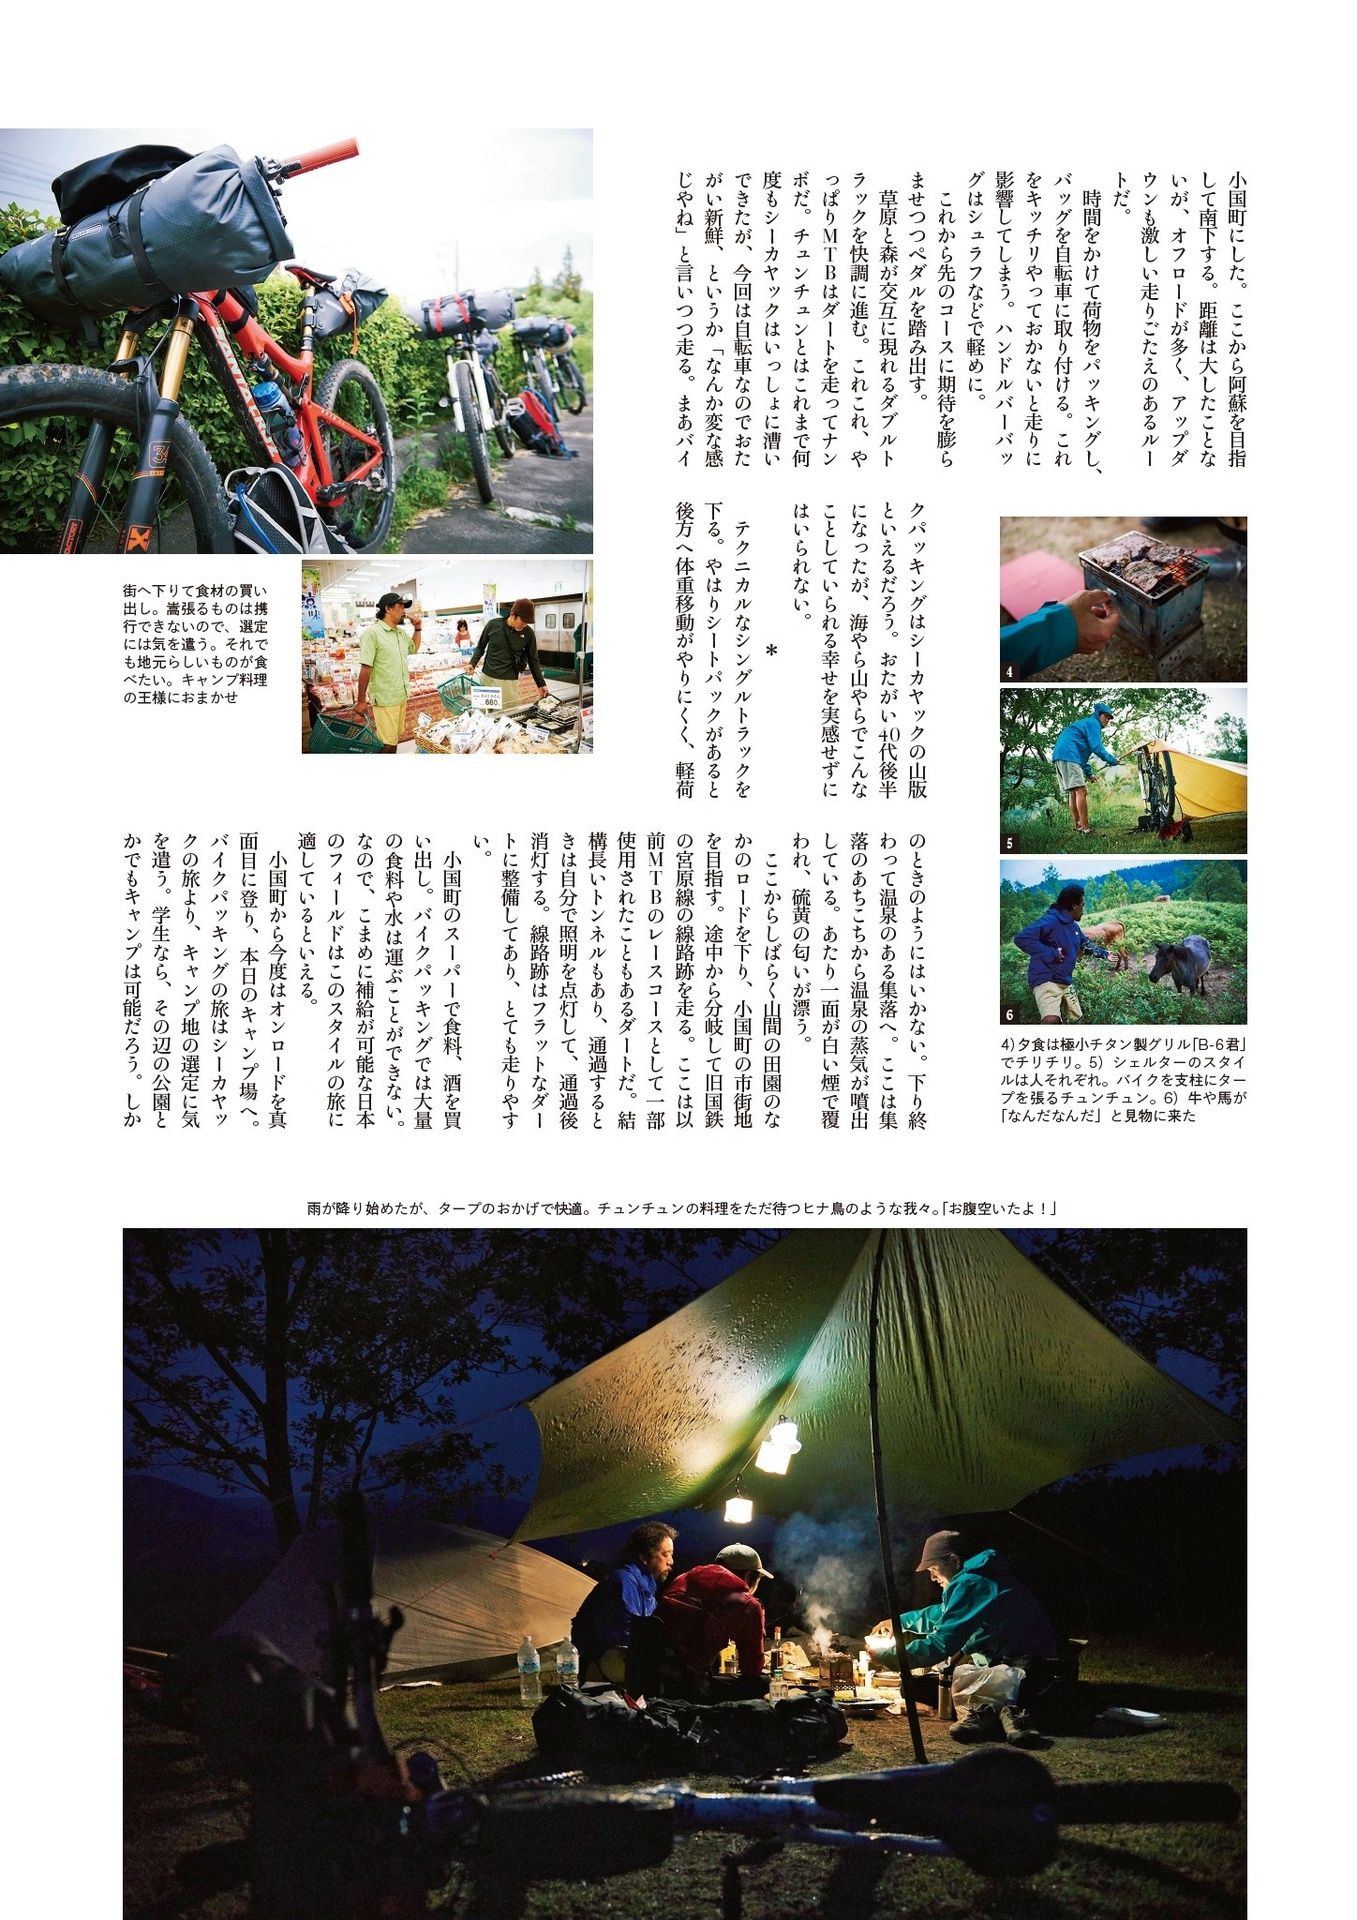 小国町にした。ここから阿蘇を目指
して南下する。距離は大したことな
いが、オフロードが多く、アップダ
ウンも激しい走りごたえのあるルー
トだ。
時間をかけて荷物をパッキングし、
バッグを自転車に取り付ける。これ
をキッチリやっておかないと走りに
影響してしまう。ハンドルバーバッ
グはシュラフなどで軽めに。
これから先のコースに期待を膨ら
ませつつペダルを踏み出す。
草原と森が交互に現れるダブルト
ラックを快調に進む。これこれ、や
っぱりMTBはダートを走ってナン
ボだ。チュンチュンとはこれまで何
度もシーカヤックはいっしょに漕い
できたが、今回は自転車なのでおた
がい新鮮、というか「なんか変な感
じやね」と言いつつ走る。まあバイ
クパッキングはシーカヤックの山版
といえるだろう。おたがい40代後半
になったが、海やら山やらでこんな
ことしていられる幸せを実感せずに
はいられない。
＊
テクニカルなシングルトラックを
下る。やはりシートパックがあると
後方へ体重移動がやりにくく、軽荷
のときのようにはいかない。下り終
わって温泉のある集落へ。ここは集
落のあちこちから温泉の蒸気が噴出
している。あたり一面が白い煙で覆
われ、硫黄の匂いが漂う。
ここからしばらく山間の田園のな
かのロードを下り、小国町の市街地
を目指す。途中から分岐して旧国鉄
の宮原線の線路跡を走る。ここは以
前MTBのレースコースとして一部
使用されたこともあるダートだ。結
構長いトンネルもあり、通過すると
きは自分で照明を点灯して、通過後
消灯する。線路跡はフラットなダー
トに整備してあり、とても走りやす
い。
小国町のスーパーで食料、酒を買
い出し。バイクパッキングでは大量
の食料や水は運ぶことができない。
なので、こまめに補給が可能な日本
のフィールドはこのスタイルの旅に
適しているといえる。
小国町から今度はオンロードを真
面目に登り、本日のキャンプ場へ。
バイクパッキングの旅はシーカヤッ
クの旅より、キャンプ地の選定に気
を遣う。学生なら、その辺の公園と
かでもキャンプは可能だろう。しか
街へ下りて食材の買い
出し。嵩張るものは携
行できないので、選定
には気を遣う。それで
も地元らしいものが食
べたい。キャンプ料理
の王様におまかせ
4
5
6
4）夕食は極小チタン製グリル「B-6君」
でチリチリ。5）シェルターのスタイ
ルは人それぞれ。バイクを支柱にター
プを張るチュンチュン。6）牛や馬が
「なんだなんだ」と見物に来た
雨が降り始めたが、タープのおかげで快適。チュンチュンの料理をただ待つヒナ鳥のような我々。「お腹空いたよ！」
SANTA CRUZ
680